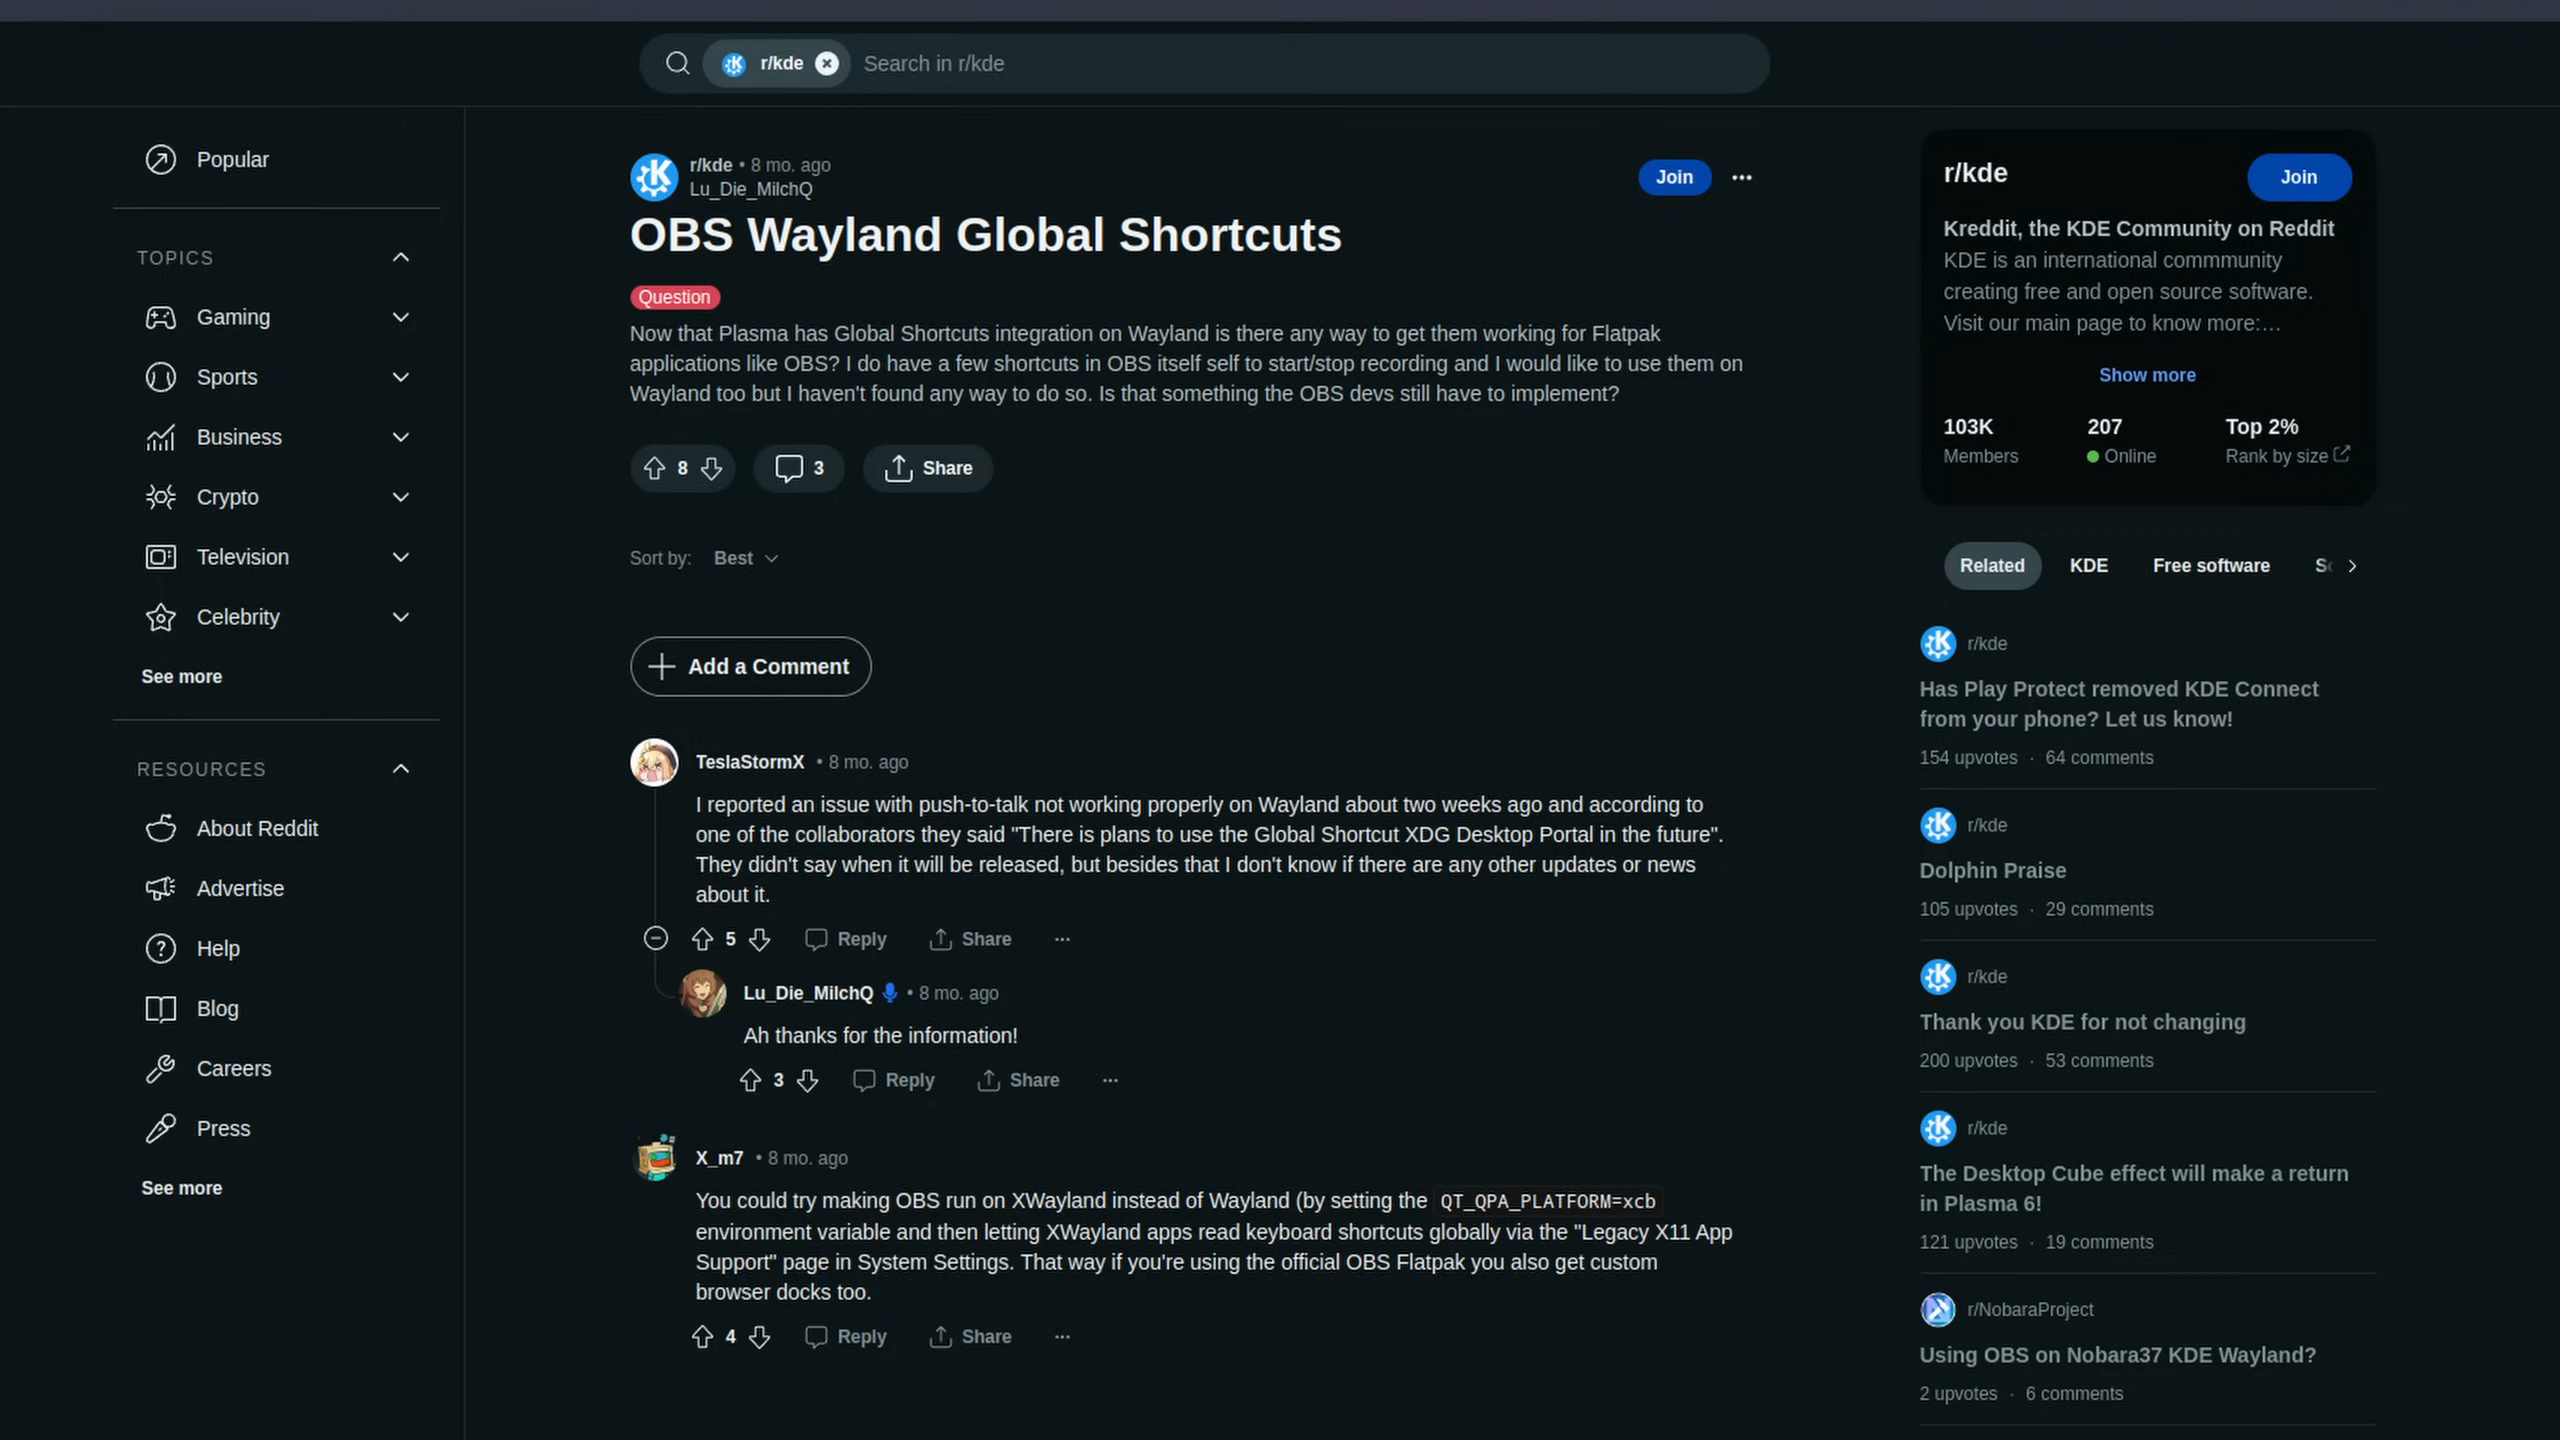 r/kde
Search in r/kde
Popular
TOPICS
Gaming
Sports
Business
Crypto
Television
Celebrity
See more
RESOURCES
About Reddit
Advertise
Help
Blog
Careers
Press
See more
r/kde • 8 mo. ago
Lu_Die_MilchQ
Join
OBS Wayland Global Shortcuts
Question
Now that Plasma has Global Shortcuts integration on Wayland is there any way to get them working for Flatpak
applications like OBS? I do have a few shortcuts in OBS itself self to start/stop recording and I would like to use them on
Wayland too but I haven't found any way to do so. Is that something the OBS devs still have to implement?
8
3
Share
Sort by: Best
Add a Comment
TeslaStormX • 8 mo. ago
I reported an issue with push-to-talk not working properly on Wayland about two weeks ago and according to
one of the collaborators they said "There is plans to use the Global Shortcut XDG Desktop Portal in the future".
They didn't say when it will be released, but besides that I don't know if there are any other updates or news
about it.
5 Reply Share
Lu_Die_MilchQ • 8 mo. ago
Ah thanks for the information!
3 Reply Share
X_m7 • 8 mo. ago
You could try making OBS run on XWayland instead of Wayland (by setting the QT_QPA_PLATFORM=xcb
environment variable and then letting XWayland apps read keyboard shortcuts globally via the "Legacy X11 App
Support" page in System Settings. That way if you're using the official OBS Flatpak you also get custom
browser docks too.
4 Reply Share
r/kde
Join
Kreddit, the KDE Community on Reddit
KDE is an international commmunity
creating free and open source software.
Visit our main page to know more:…
Show more
103K 207 Top 2%
Members Online Rank by size
Related KDE Free software
r/kde
Has Play Protect removed KDE Connect
from your phone? Let us know!
154 upvotes · 64 comments
r/kde
Dolphin Praise
105 upvotes · 29 comments
r/kde
Thank you KDE for not changing
200 upvotes · 53 comments
r/kde
The Desktop Cube effect will make a return
in Plasma 6!
121 upvotes · 19 comments
r/NobaraProject
Using OBS on Nobara37 KDE Wayland?
2 upvotes · 6 comments